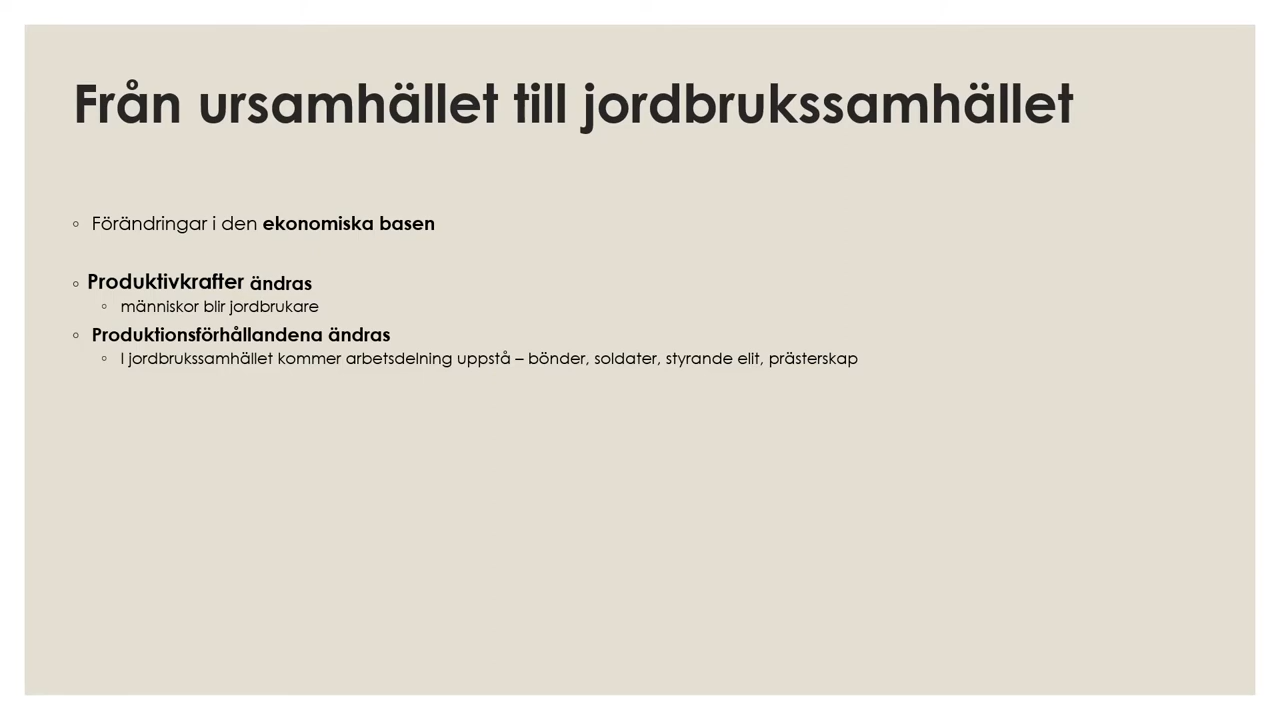 Från ursamhället till jordbrukssamhället
◦ Förändringar i den ekonomiska basen
◦ Produktivkrafter ändras
◦ människor blir jordbrukare
◦ Produktionsförhållandena ändras
◦ I jordbrukssamhället kommer arbetsdelning uppstå – bönder, soldater, styrande elit, prästerskap